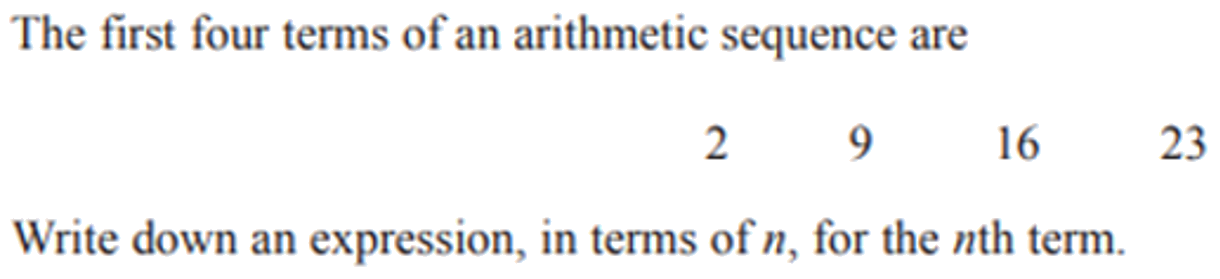 The first four terms of an arithmetic sequence are
2 9 16 23
Write down an expression, in terms of n, for the nth term.